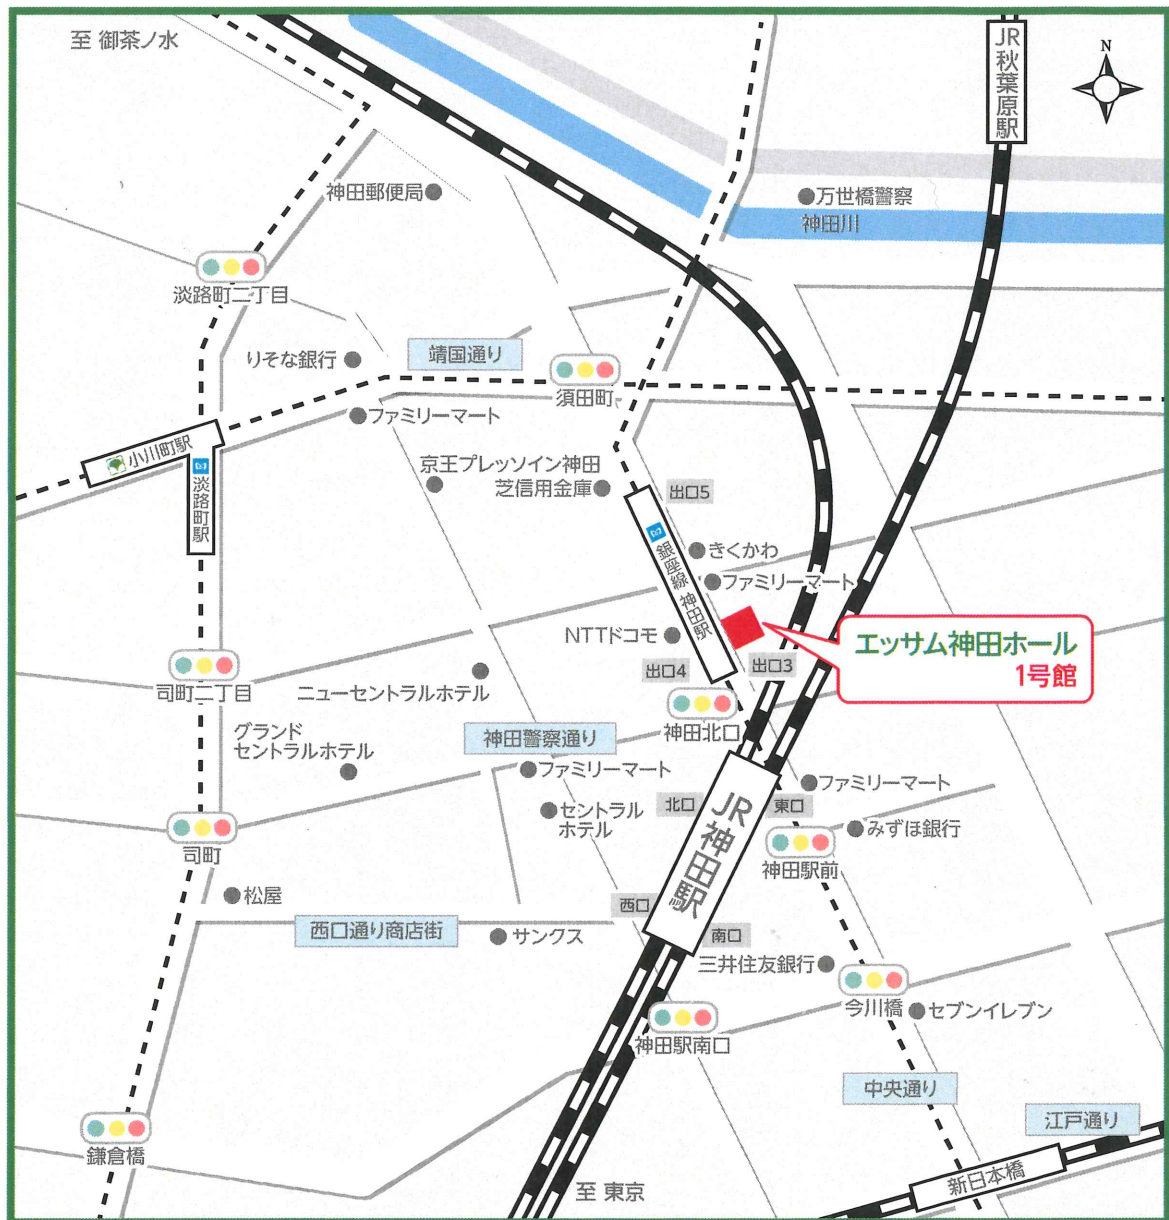 至 御茶ノ水
JR秋葉原駅
N
神田郵便局
万世橋警察
神田川
淡路町二丁目
りそな銀行
靖国通り
須田町
ファミリーマート
小川町駅
淡路町駅
京王プレッソイン神田
芝信用金庫
出口5
銀座線 神田駅
きくかわ
ファミリーマート
NTTドコモ
出口4
出口3
エッサム神田ホール
1号館
司町二丁目
ニューセントラルホテル
神田北口
グランド
セントラルホテル
神田警察通り
ファミリーマート
ファミリーマート
セントラル
ホテル
北口
JR神田駅
東口
みずほ銀行
神田駅前
司町
松屋
西口
西口通り商店街
サンクス
南口
三井住友銀行
今川橋
セブンイレブン
神田駅南口
中央通り
江戸通り
鎌倉橋
新日本橋
至 東京